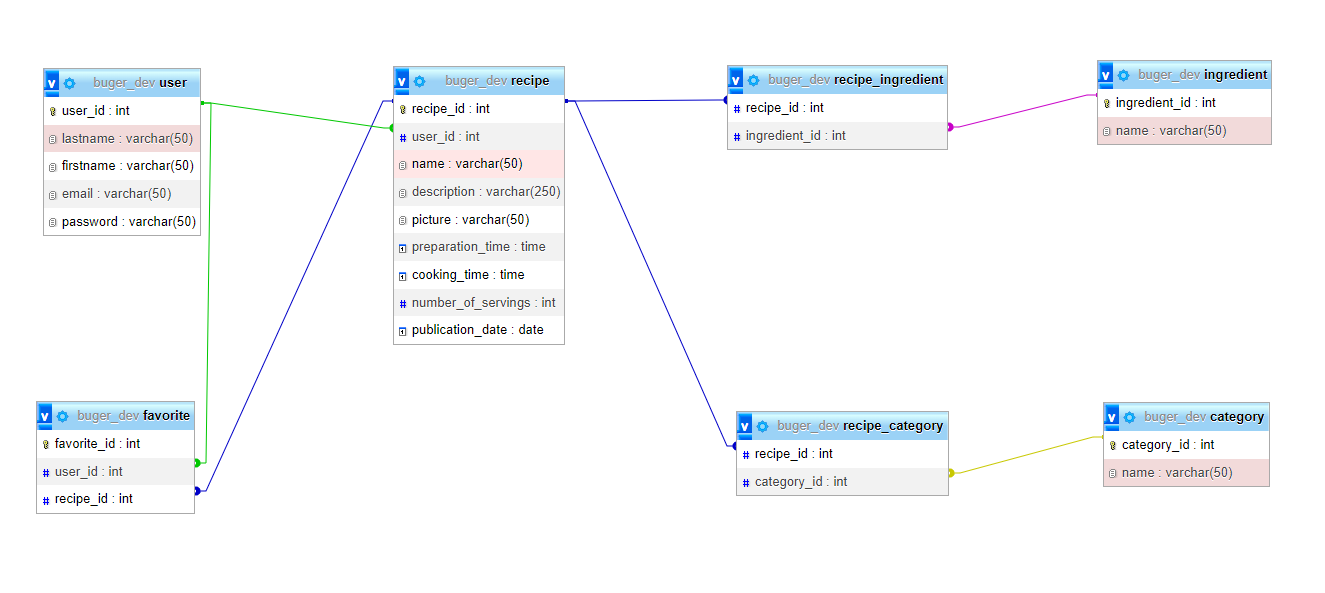 v buger_dev user
user_id : int
lastname : varchar(50)
firstname : varchar(50)
email : varchar(50)
password : varchar(50)
v buger_dev recipe
recipe_id : int
# user_id : int
name : varchar(50)
description : varchar(250)
picture : varchar(50)
preparation_time : time
cooking_time : time
# number_of_servings : int
publication_date : date
v buger_dev recipe_ingredient
# recipe_id : int
# ingredient_id : int
v buger_dev ingredient
ingredient_id : int
name : varchar(50)
v buger_dev favorite
favorite_id : int
# user_id : int
# recipe_id : int
v buger_dev recipe_category
# recipe_id : int
# category_id : int
v buger_dev category
category_id : int
name : varchar(50)